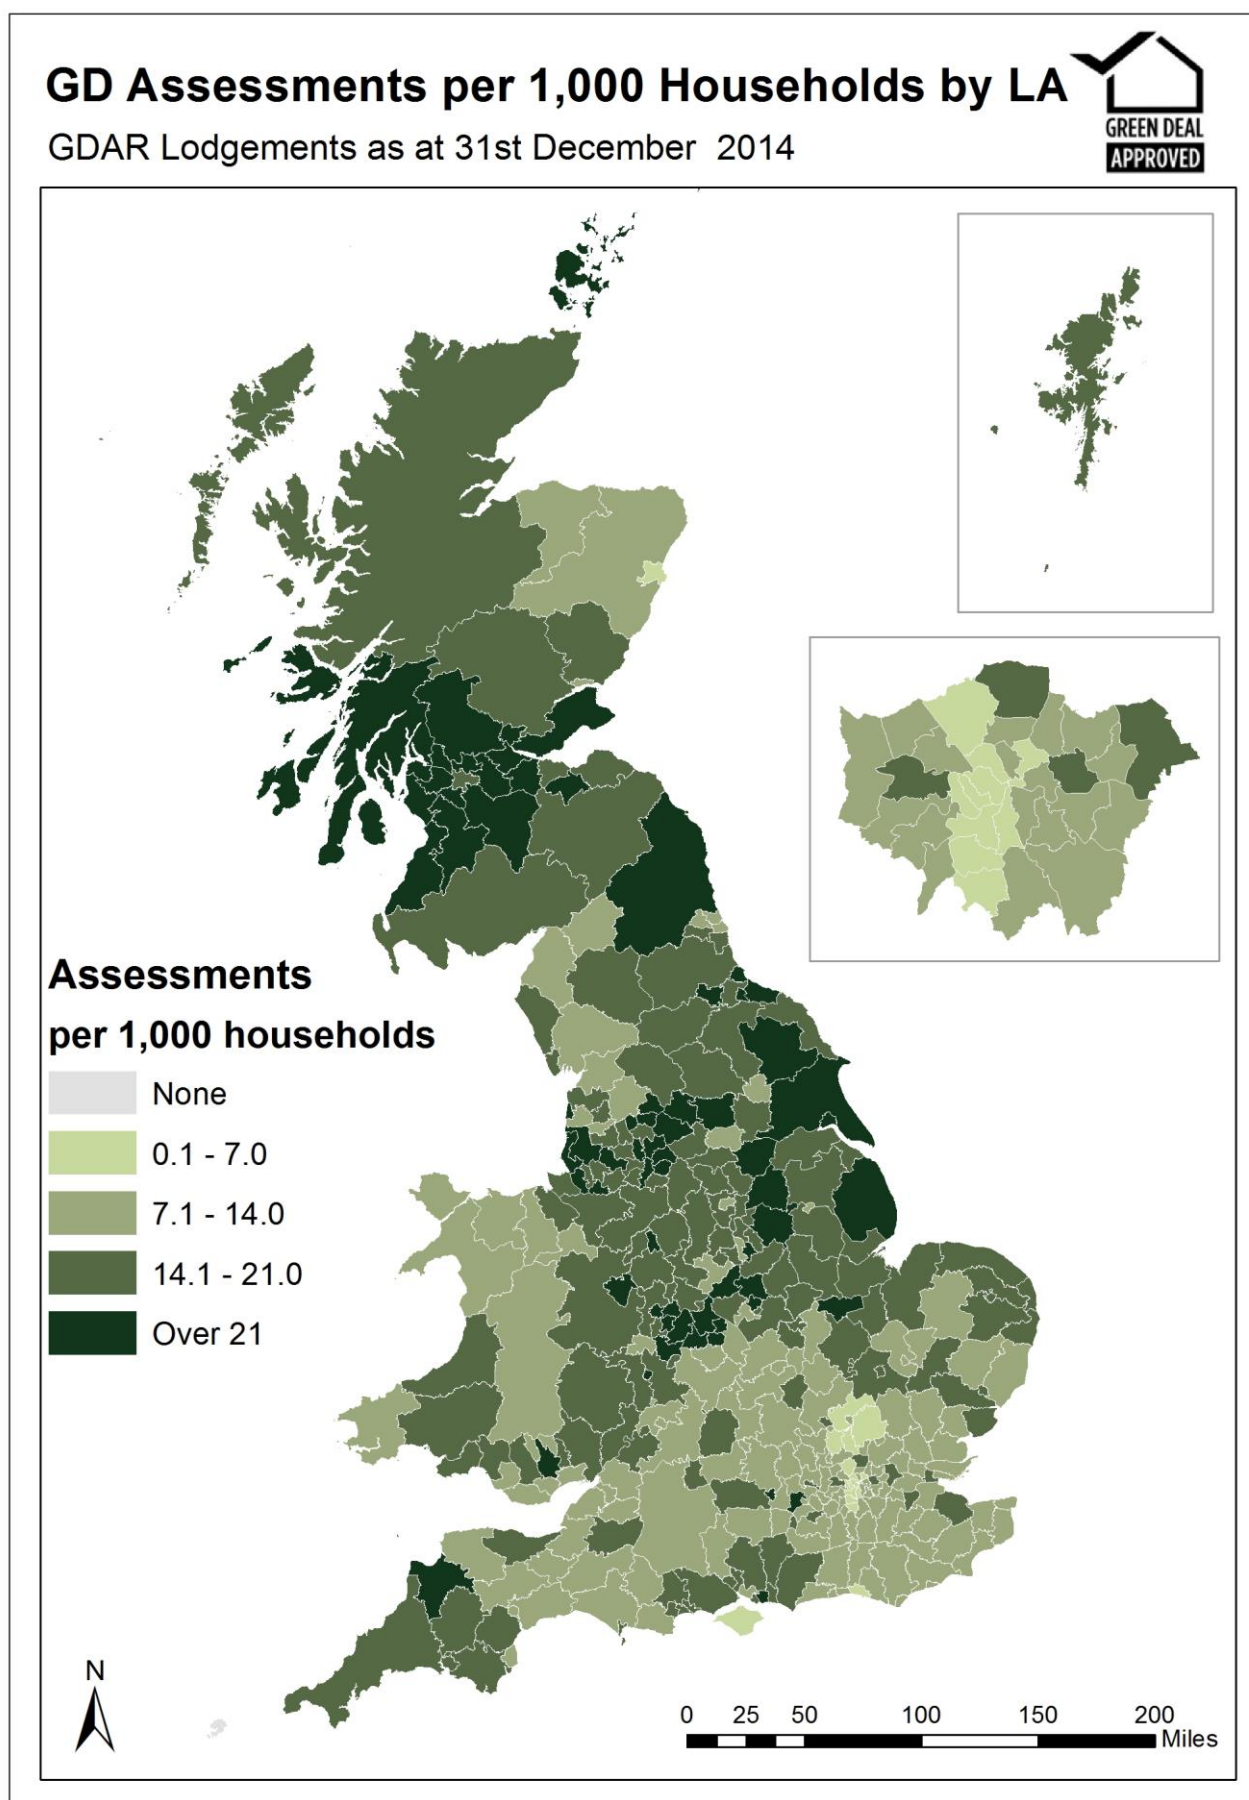 GD Assessments per 1,000 Households by LA
GDAR Lodgements as at 31st December 2014
GREEN DEAL
APPROVED
Assessments
per 1,000 households
None
0.1 - 7.0
7.1 - 14.0
14.1 - 21.0
Over 21
N
0 25 50 100 150 200
Miles